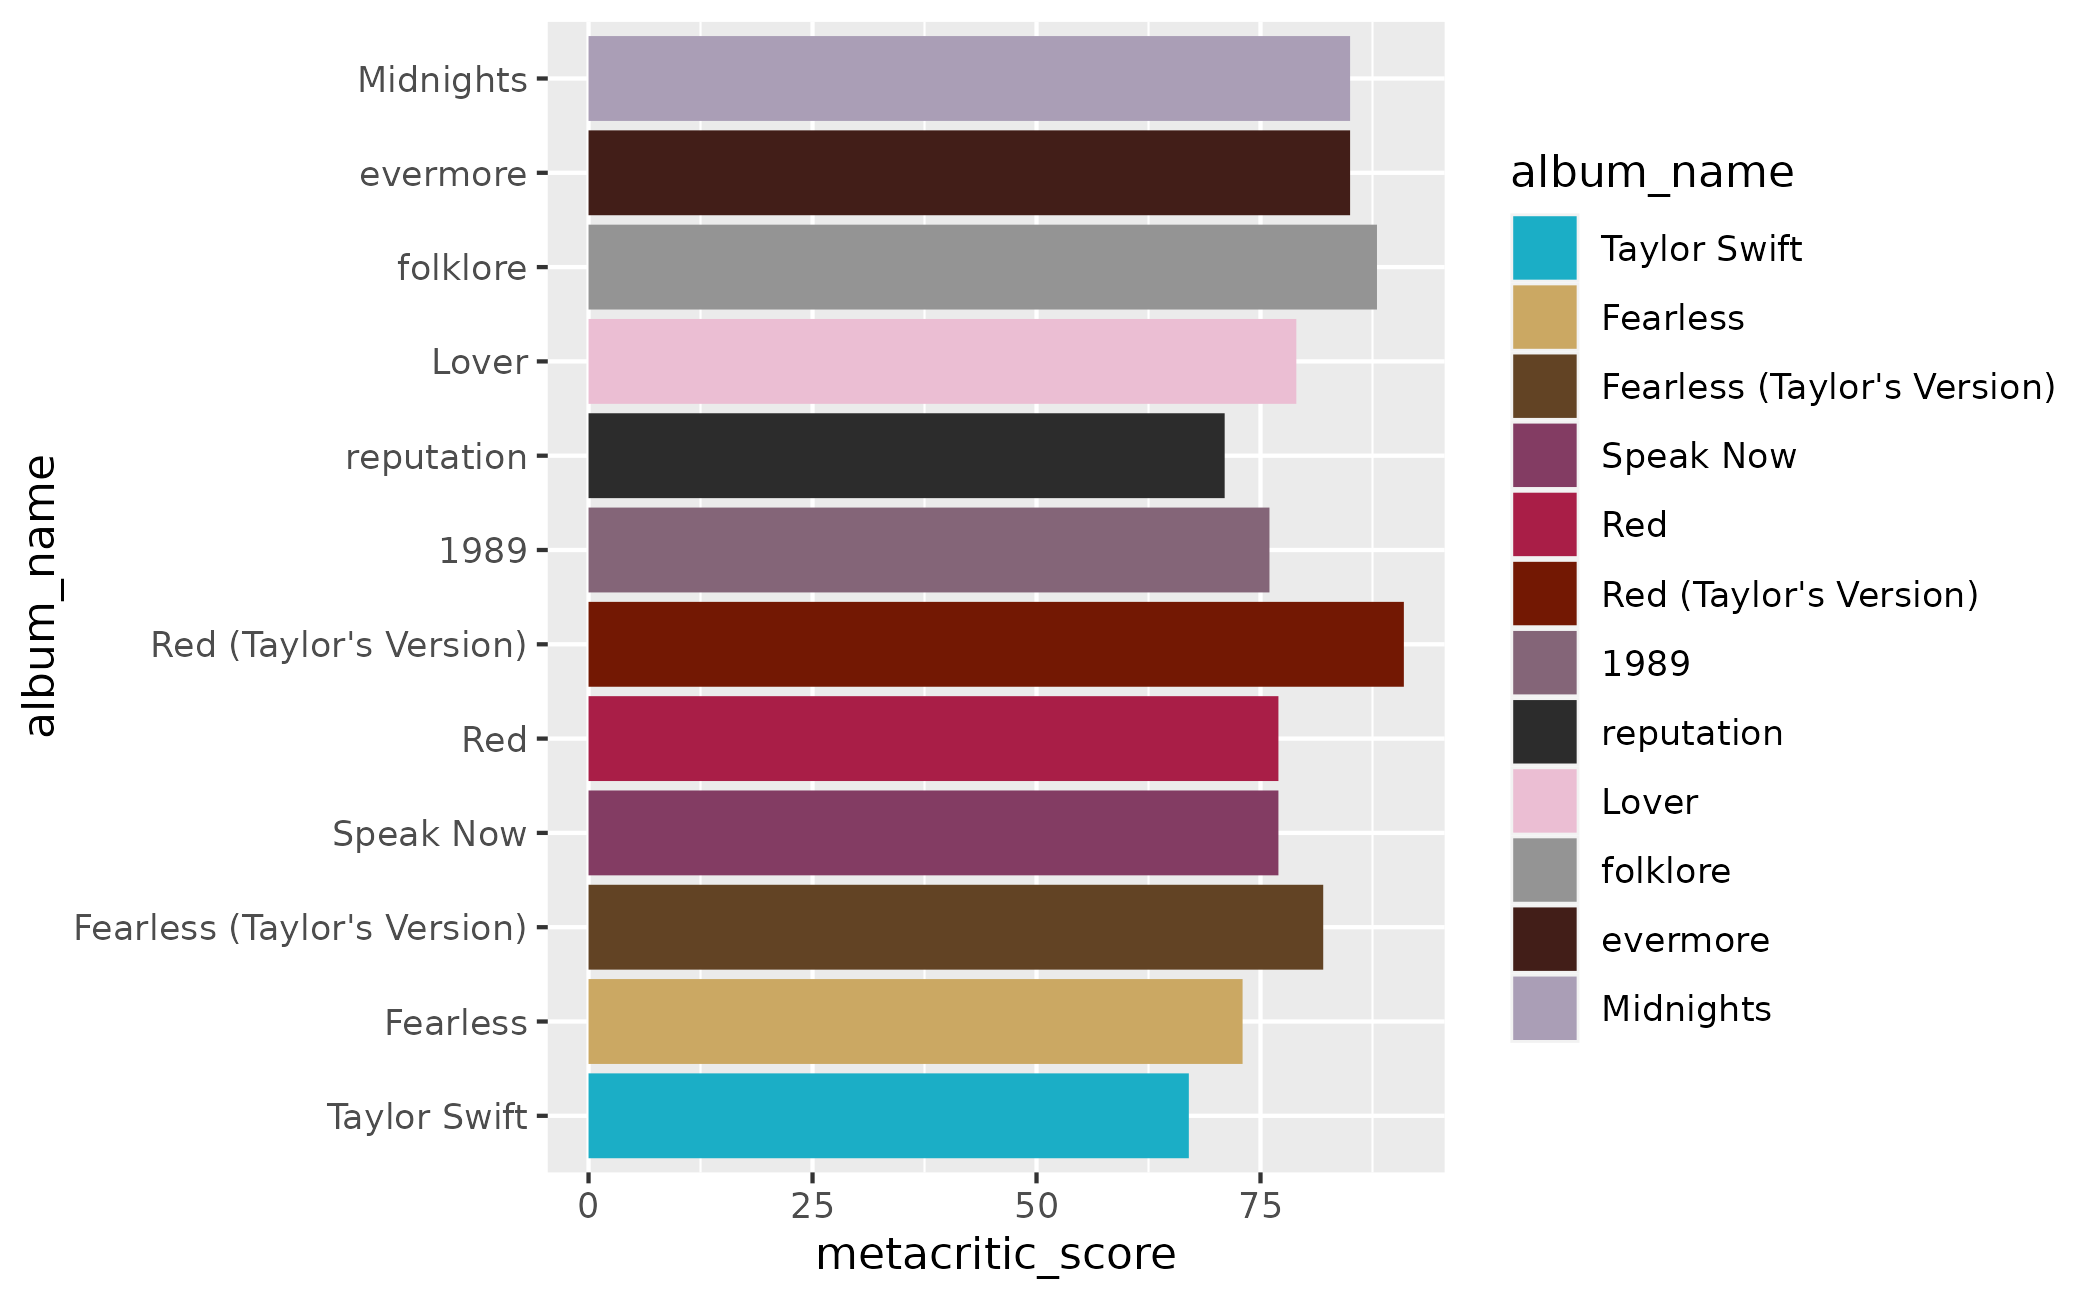 album_name
Midnights
evermore
folklore
Lover
reputation
1989
Red (Taylor's Version)
Red
Speak Now
Fearless (Taylor's Version)
Fearless
Taylor Swift
0 25 50 75
metacritic_score
album_name
Taylor Swift
Fearless
Fearless (Taylor's Version)
Speak Now
Red
Red (Taylor's Version)
1989
reputation
Lover
folklore
evermore
Midnights